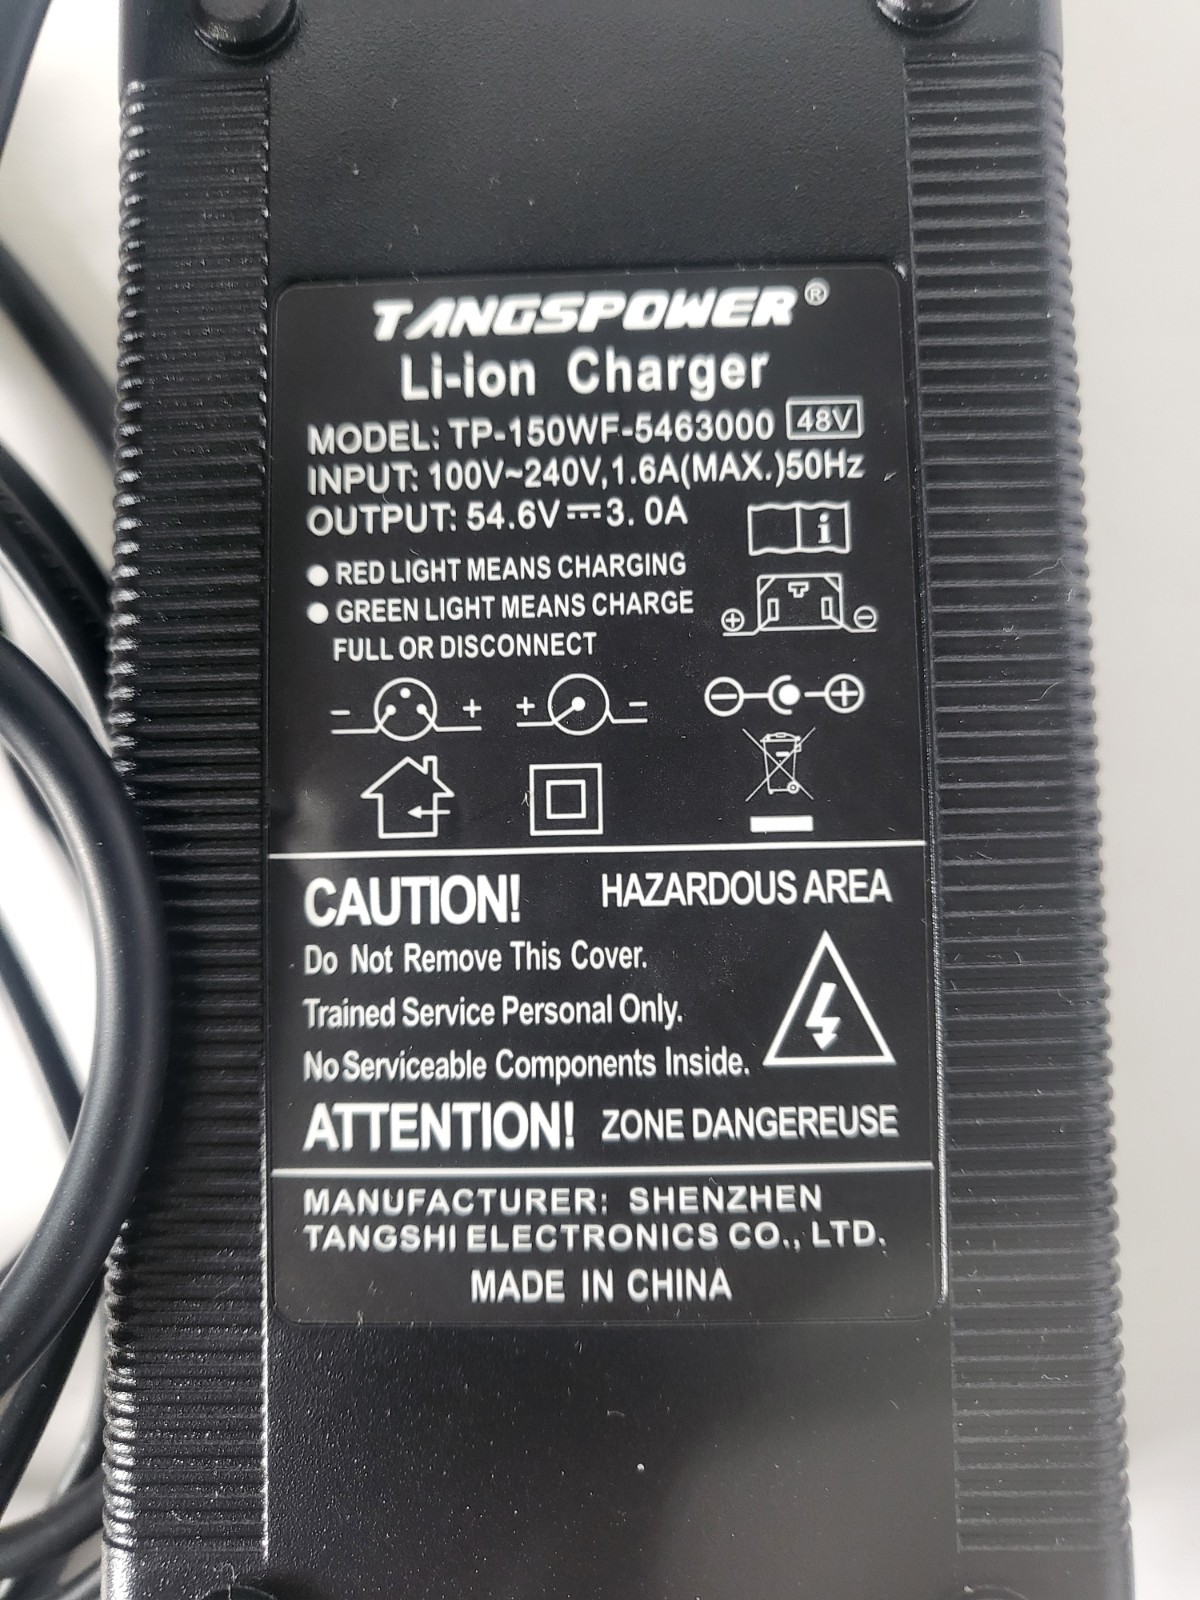 TANGSPOWER®
Li-ion Charger
MODEL: TP-150WF-5463000 48V
INPUT: 100V~240V,1.6A(MAX.)50Hz
OUTPUT: 54.6V⎓3. 0A
● RED LIGHT MEANS CHARGING
● GREEN LIGHT MEANS CHARGE
FULL OR DISCONNECT
CAUTION! HAZARDOUS AREA
Do Not Remove This Cover.
Trained Service Personal Only.
No Serviceable Components Inside.
ATTENTION! ZONE DANGEREUSE
MANUFACTURER: SHENZHEN
TANGSHI ELECTRONICS CO., LTD.
MADE IN CHINA